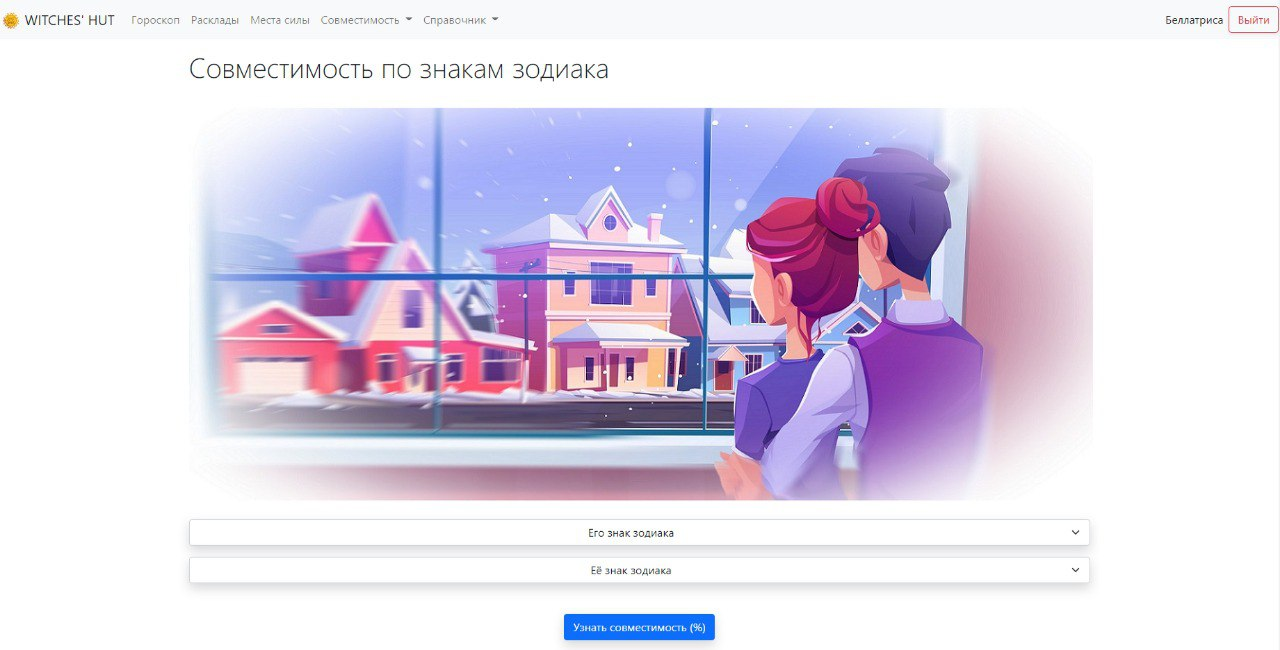 WITCHES' HUT Гороскоп Расклады Места силы Совместимость Справочник Беллатриса Выйти
Совместимость по знакам зодиака
Его знак зодиака
Её знак зодиака
Узнать совместимость (%)